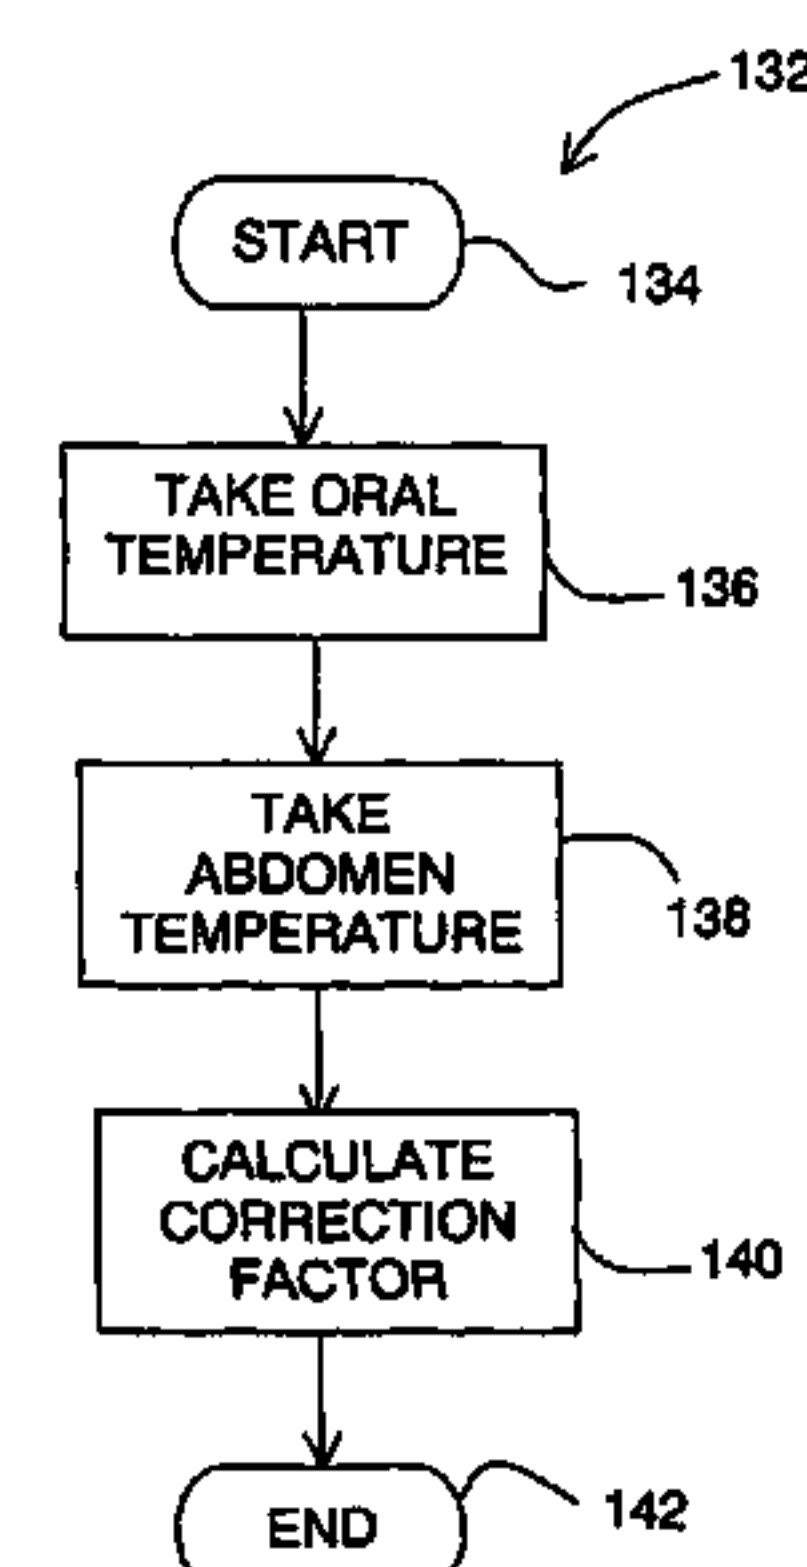 132
START
134
TAKE ORAL
TEMPERATURE
136
TAKE
ABDOMEN
TEMPERATURE
138
CALCULATE
CORRECTION
FACTOR
140
END
142